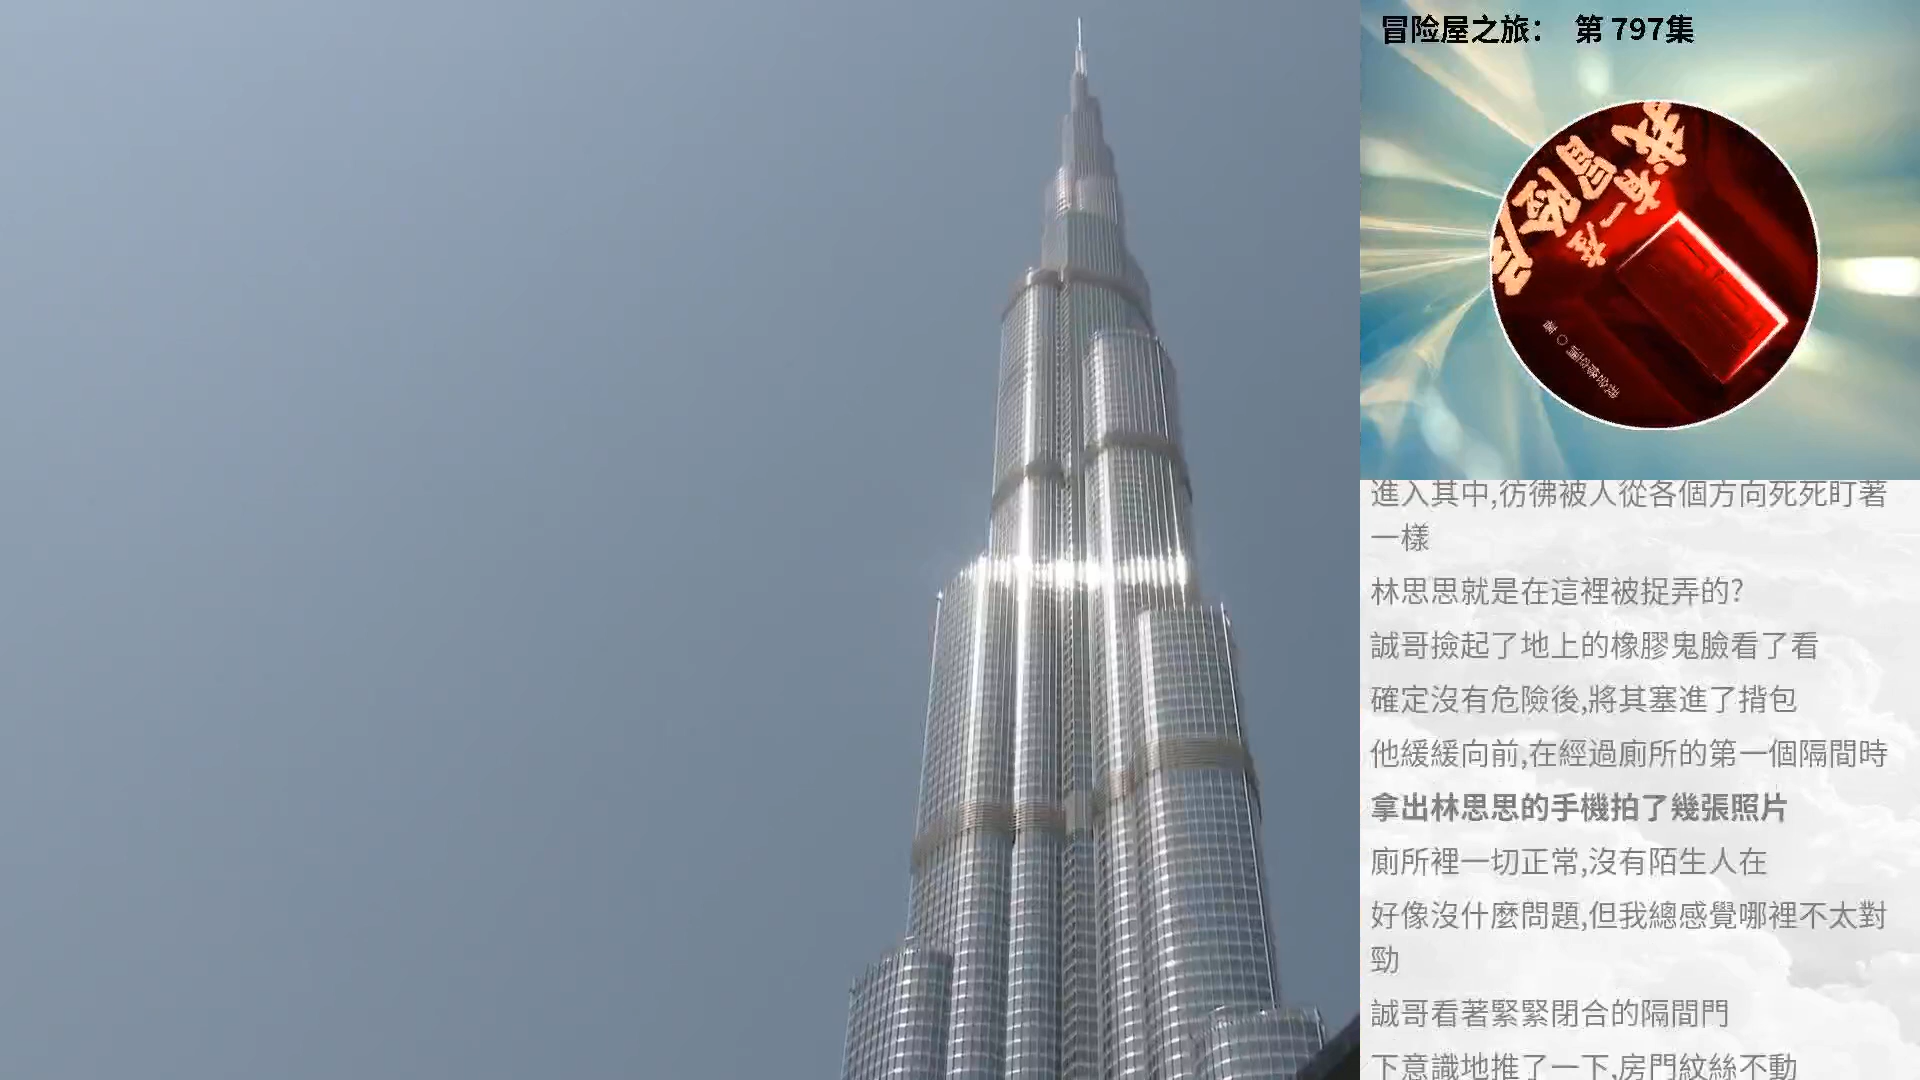 冒险屋之旅： 第 797集
我有一座
冒險屋
進入其中,彷彿被人從各個方向死死盯著
一樣
林思思就是在這裡被捉弄的?
誠哥撿起了地上的橡膠鬼臉看了看
確定沒有危險後,將其塞進了揹包
他緩緩向前,在經過廁所的第一個隔間時
拿出林思思的手機拍了幾張照片
廁所裡一切正常,沒有陌生人在
好像沒什麼問題,但我總感覺哪裡不太對
勁
誠哥看著緊緊閉合的隔間門
下意識地推了一下,房門紋絲不動